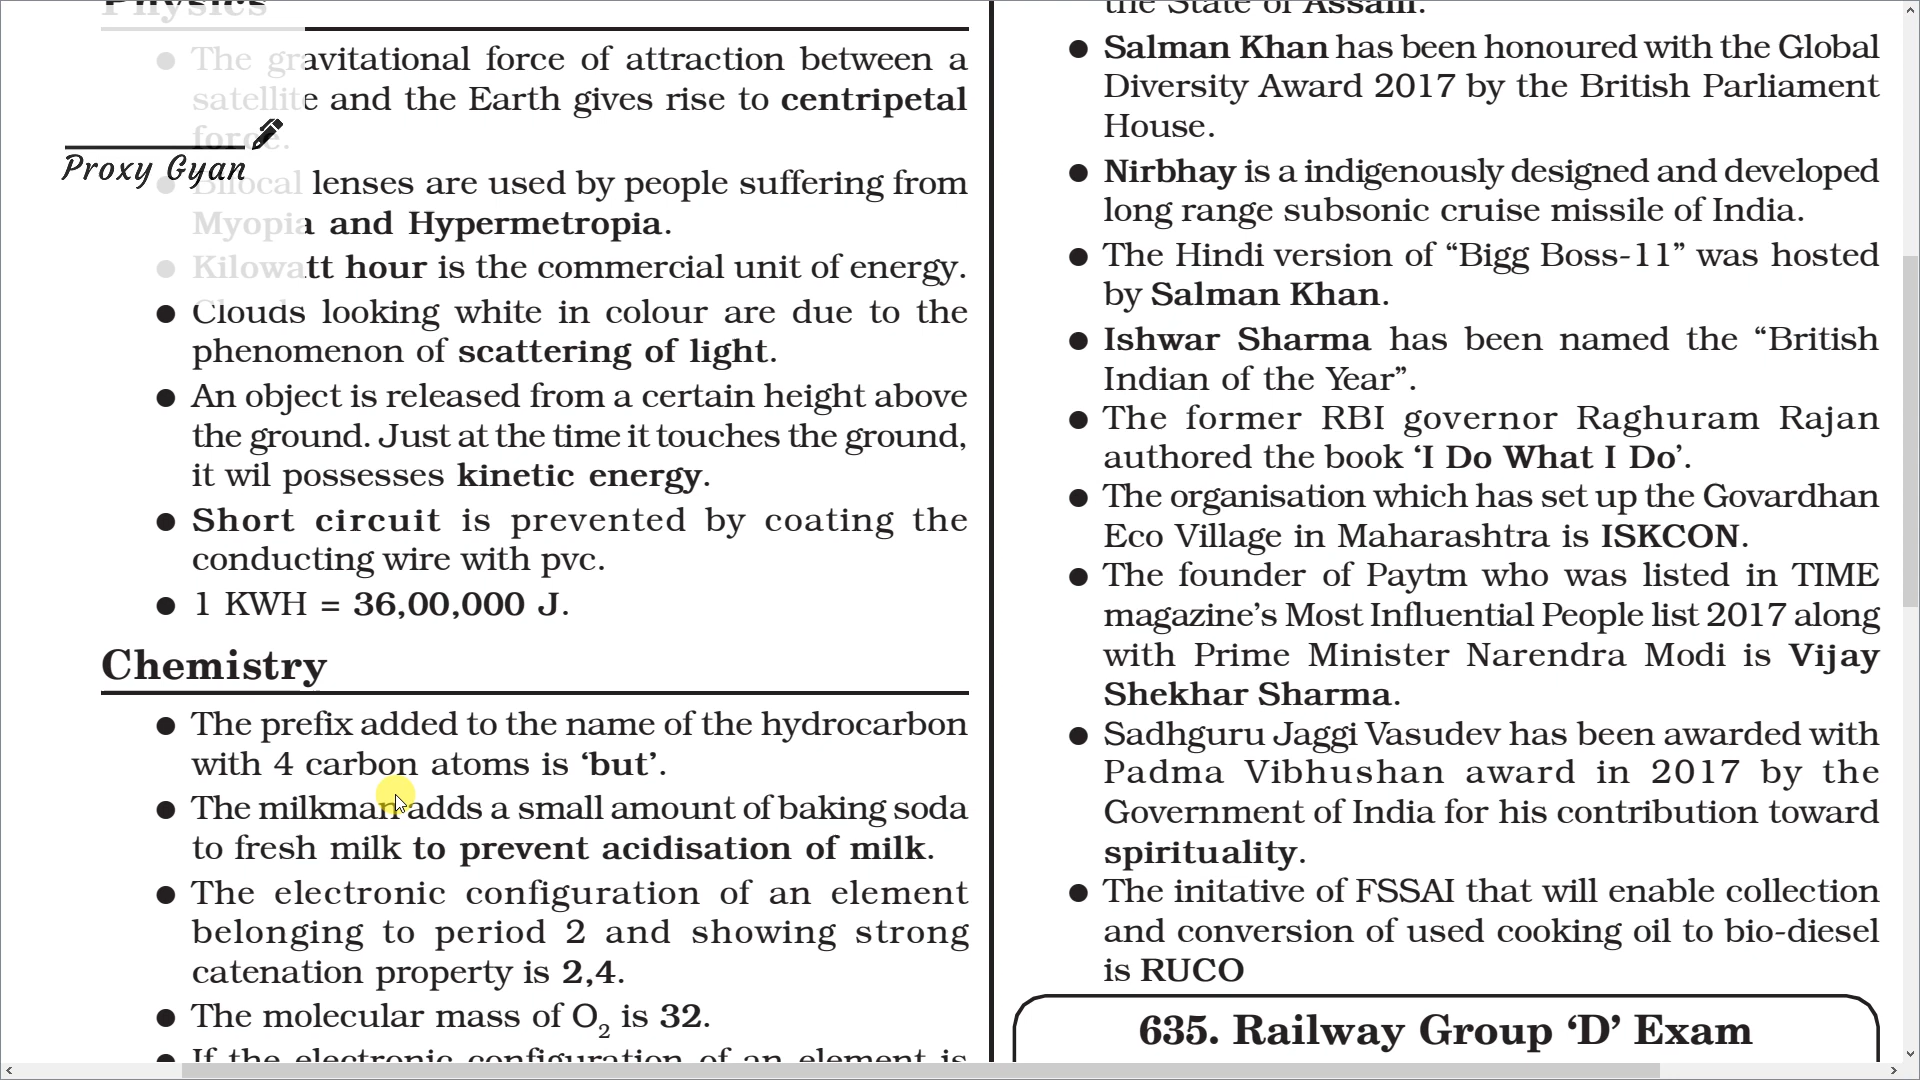 Physics
● The gravitational force of attraction between a
satellite and the Earth gives rise to centripetal
force.
Proxy Gyan
● Bifocal lenses are used by people suffering from
Myopia and Hypermetropia.
● Kilowatt hour is the commercial unit of energy.
● Clouds looking white in colour are due to the
phenomenon of scattering of light.
● An object is released from a certain height above
the ground. Just at the time it touches the ground,
it wil possesses kinetic energy.
● Short circuit is prevented by coating the
conducting wire with pvc.
● 1 KWH = 36,00,000 J.
Chemistry
● The prefix added to the name of the hydrocarbon
with 4 carbon atoms is ‘but’.
● The milkman adds a small amount of baking soda
to fresh milk to prevent acidisation of milk.
● The electronic configuration of an element
belonging to period 2 and showing strong
catenation property is 2,4.
● The molecular mass of O₂ is 32.
● If the electronic configuration of an element is
the State of Assam.
● Salman Khan has been honoured with the Global
Diversity Award 2017 by the British Parliament
House.
● Nirbhay is a indigenously designed and developed
long range subsonic cruise missile of India.
● The Hindi version of “Bigg Boss-11” was hosted
by Salman Khan.
● Ishwar Sharma has been named the “British
Indian of the Year”.
● The former RBI governor Raghuram Rajan
authored the book ‘I Do What I Do’.
● The organisation which has set up the Govardhan
Eco Village in Maharashtra is ISKCON.
● The founder of Paytm who was listed in TIME
magazine’s Most Influential People list 2017 along
with Prime Minister Narendra Modi is Vijay
Shekhar Sharma.
● Sadhguru Jaggi Vasudev has been awarded with
Padma Vibhushan award in 2017 by the
Government of India for his contribution toward
spirituality.
● The initative of FSSAI that will enable collection
and conversion of used cooking oil to bio-diesel
is RUCO
635. Railway Group ‘D’ Exam